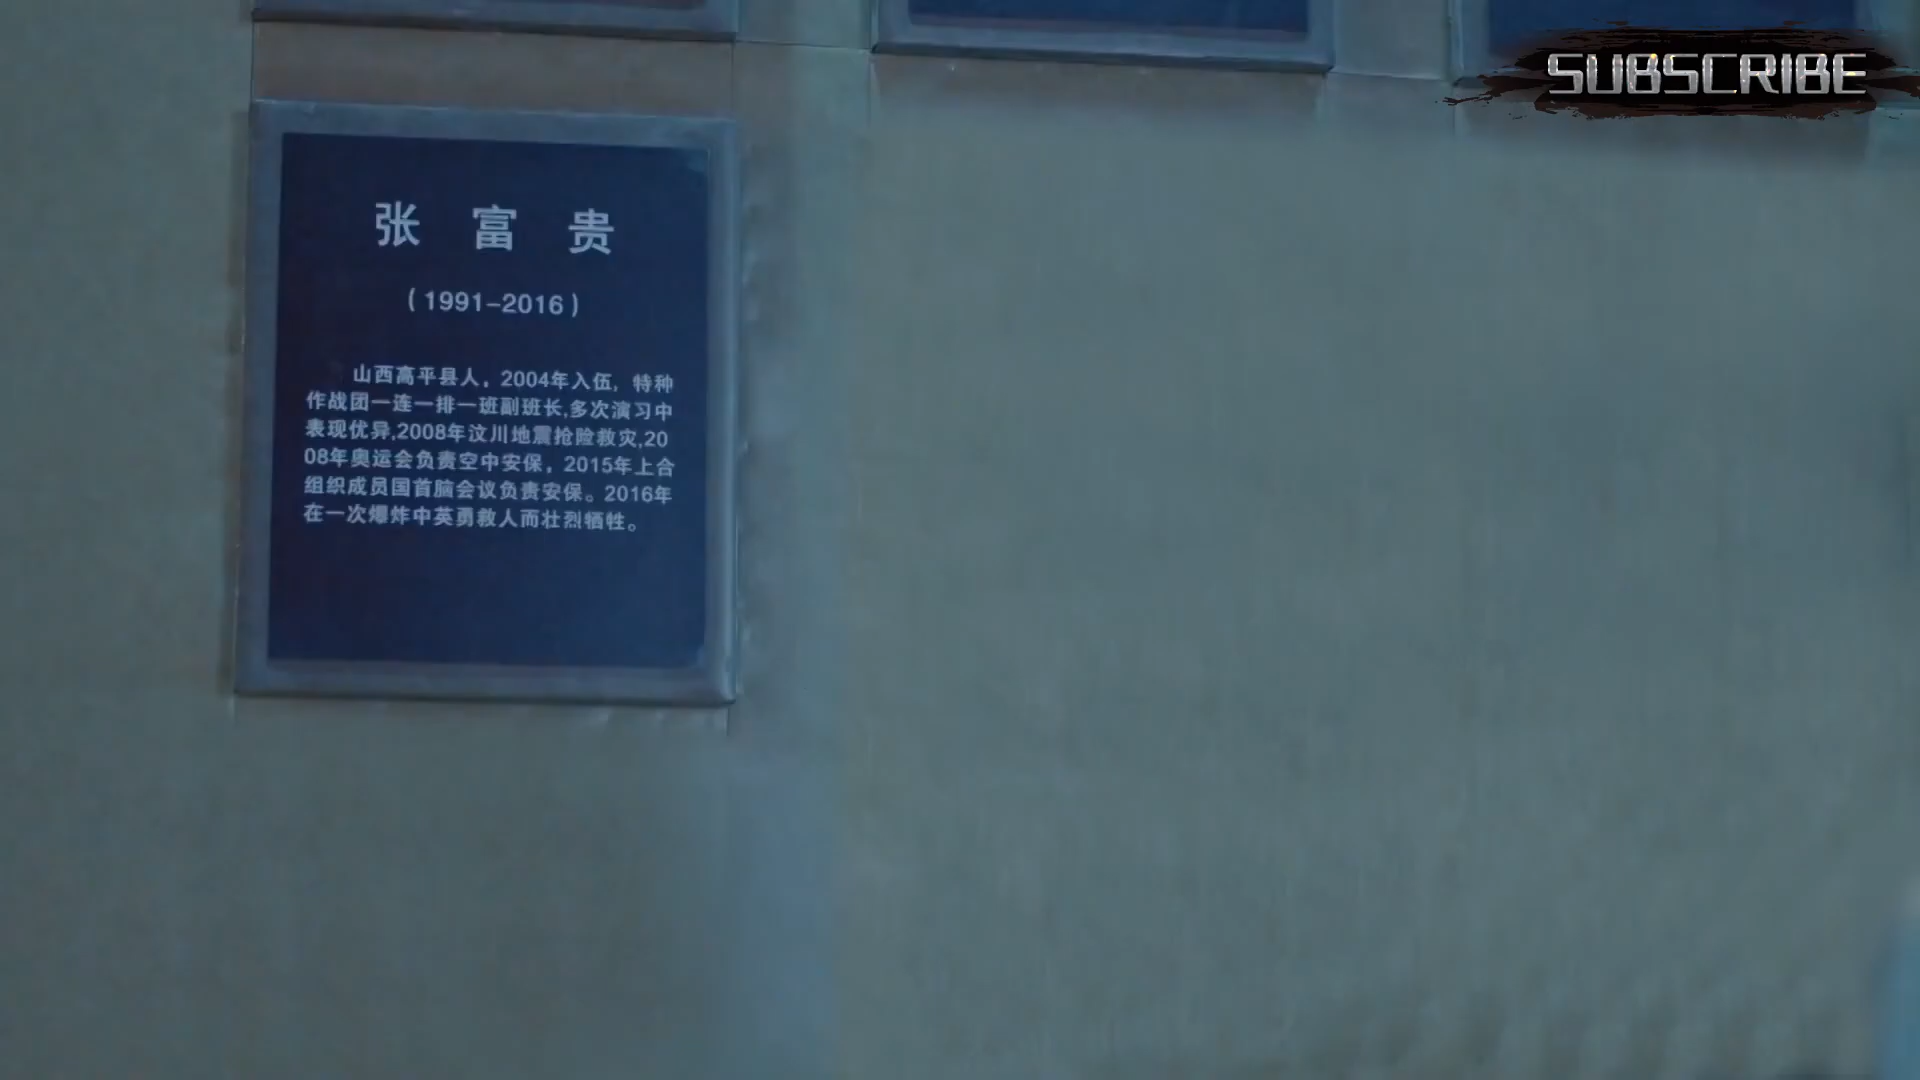 SUBSCRIBE
张富贵
(1991-2016)
山西高平县人，2004年入伍，特种
作战团一连一排一班副班长,多次演习中
表现优异,2008年汶川地震抢险救灾,20
08年奥运会负责空中安保，2015年上合
组织成员国首脑会议负责安保。2016年
在一次爆炸中英勇救人而壮烈牺牲。